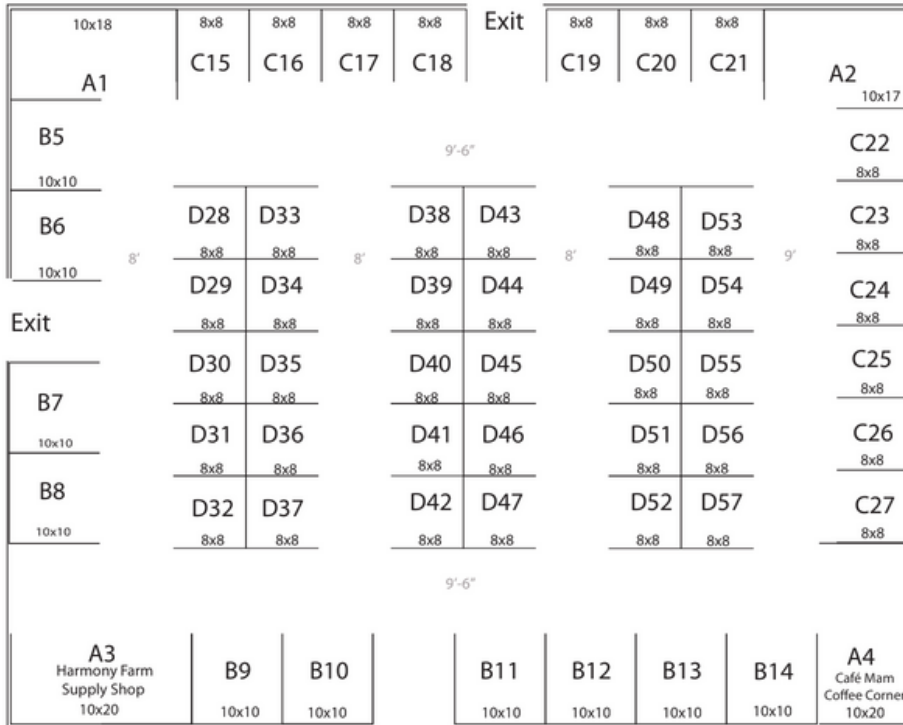 10x18 8x8 8x8 8x8 8x8 Exit 8x8 8x8 8x8
A1 C15 C16 C17 C18 C19 C20 C21 A2
10x17
B5 C22
10x10 9'-6" 8x8
B6 D28 D33 D38 D43 D48 D53 C23
8' 8x8 8x8 8' 8x8 8x8 8' 8x8 8x8 9' 8x8
10x10
D29 D34 D39 D44 D49 D54 C24
8x8 8x8 8x8 8x8 8x8 8x8 8x8
Exit
D30 D35 D40 D45 D50 D55 C25
8x8 8x8 8x8 8x8 8x8 8x8 8x8
B7
10x10
D31 D36 D41 D46 D51 D56 C26
8x8 8x8 8x8 8x8 8x8 8x8 8x8
B8
D32 D37 D42 D47 D52 D57 C27
10x10 8x8 8x8 8x8 8x8 8x8 8x8 8x8
9'-6"
A3 B9 B10 B11 B12 B13 B14 A4
Harmony Farm Café Mam
Supply Shop Coffee Corner
10x20 10x10 10x10 10x10 10x10 10x10 10x10 10x20